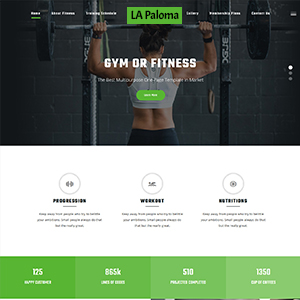 Home About Fitness Training Schedule LA Paloma Gallery Membership Plans Contact Us
GYM OR FITNESS
The Best Multipurpose One Page Template in Market
PROGRESSION WORKOUT NUTRITIONS
Keep away from people who try to belittle
your ambitions. Small people always do that
but the really great.
Keep away from people who try to belittle
your ambitions. Small people always do that
but the really great.
Keep away from people who try to belittle
your ambitions. Small people always do that
but the really great.
125 865k 510 1350
HAPPY CUSTOMER LINES OF CODES PROJECTED COMPLETED CUP OF COFFEES